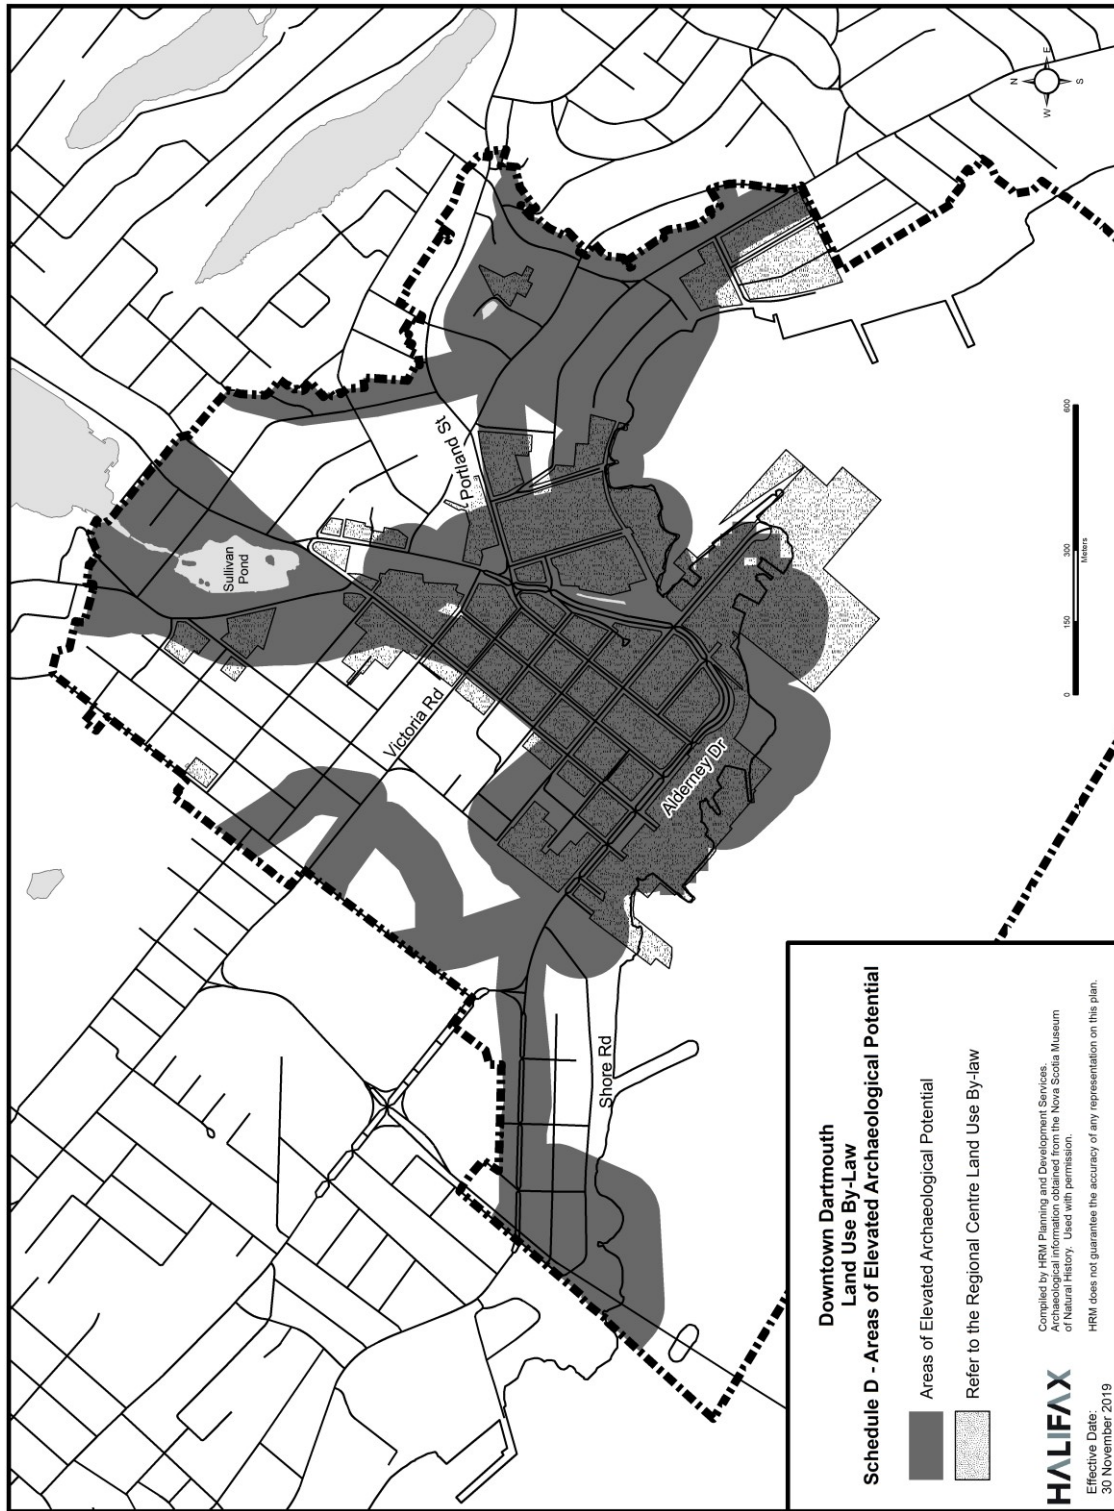 Sullivan
Pond
Portland St
Victoria Rd
Alderney Dr
Shore Rd
N
E
S
W
0
150
300
600
Meters
Downtown Dartmouth
Land Use By-Law
Schedule D - Areas of Elevated Archaeological Potential
Areas of Elevated Archaeological Potential
Refer to the Regional Centre Land Use By-law
HALIFAX
Compiled by HRM Planning and Development Services.
Archaeological information obtained from the Nova Scotia Museum
of Natural History. Used with permission.
HRM does not guarantee the accuracy of any representation on this plan.
Effective Date:
30 November 2019